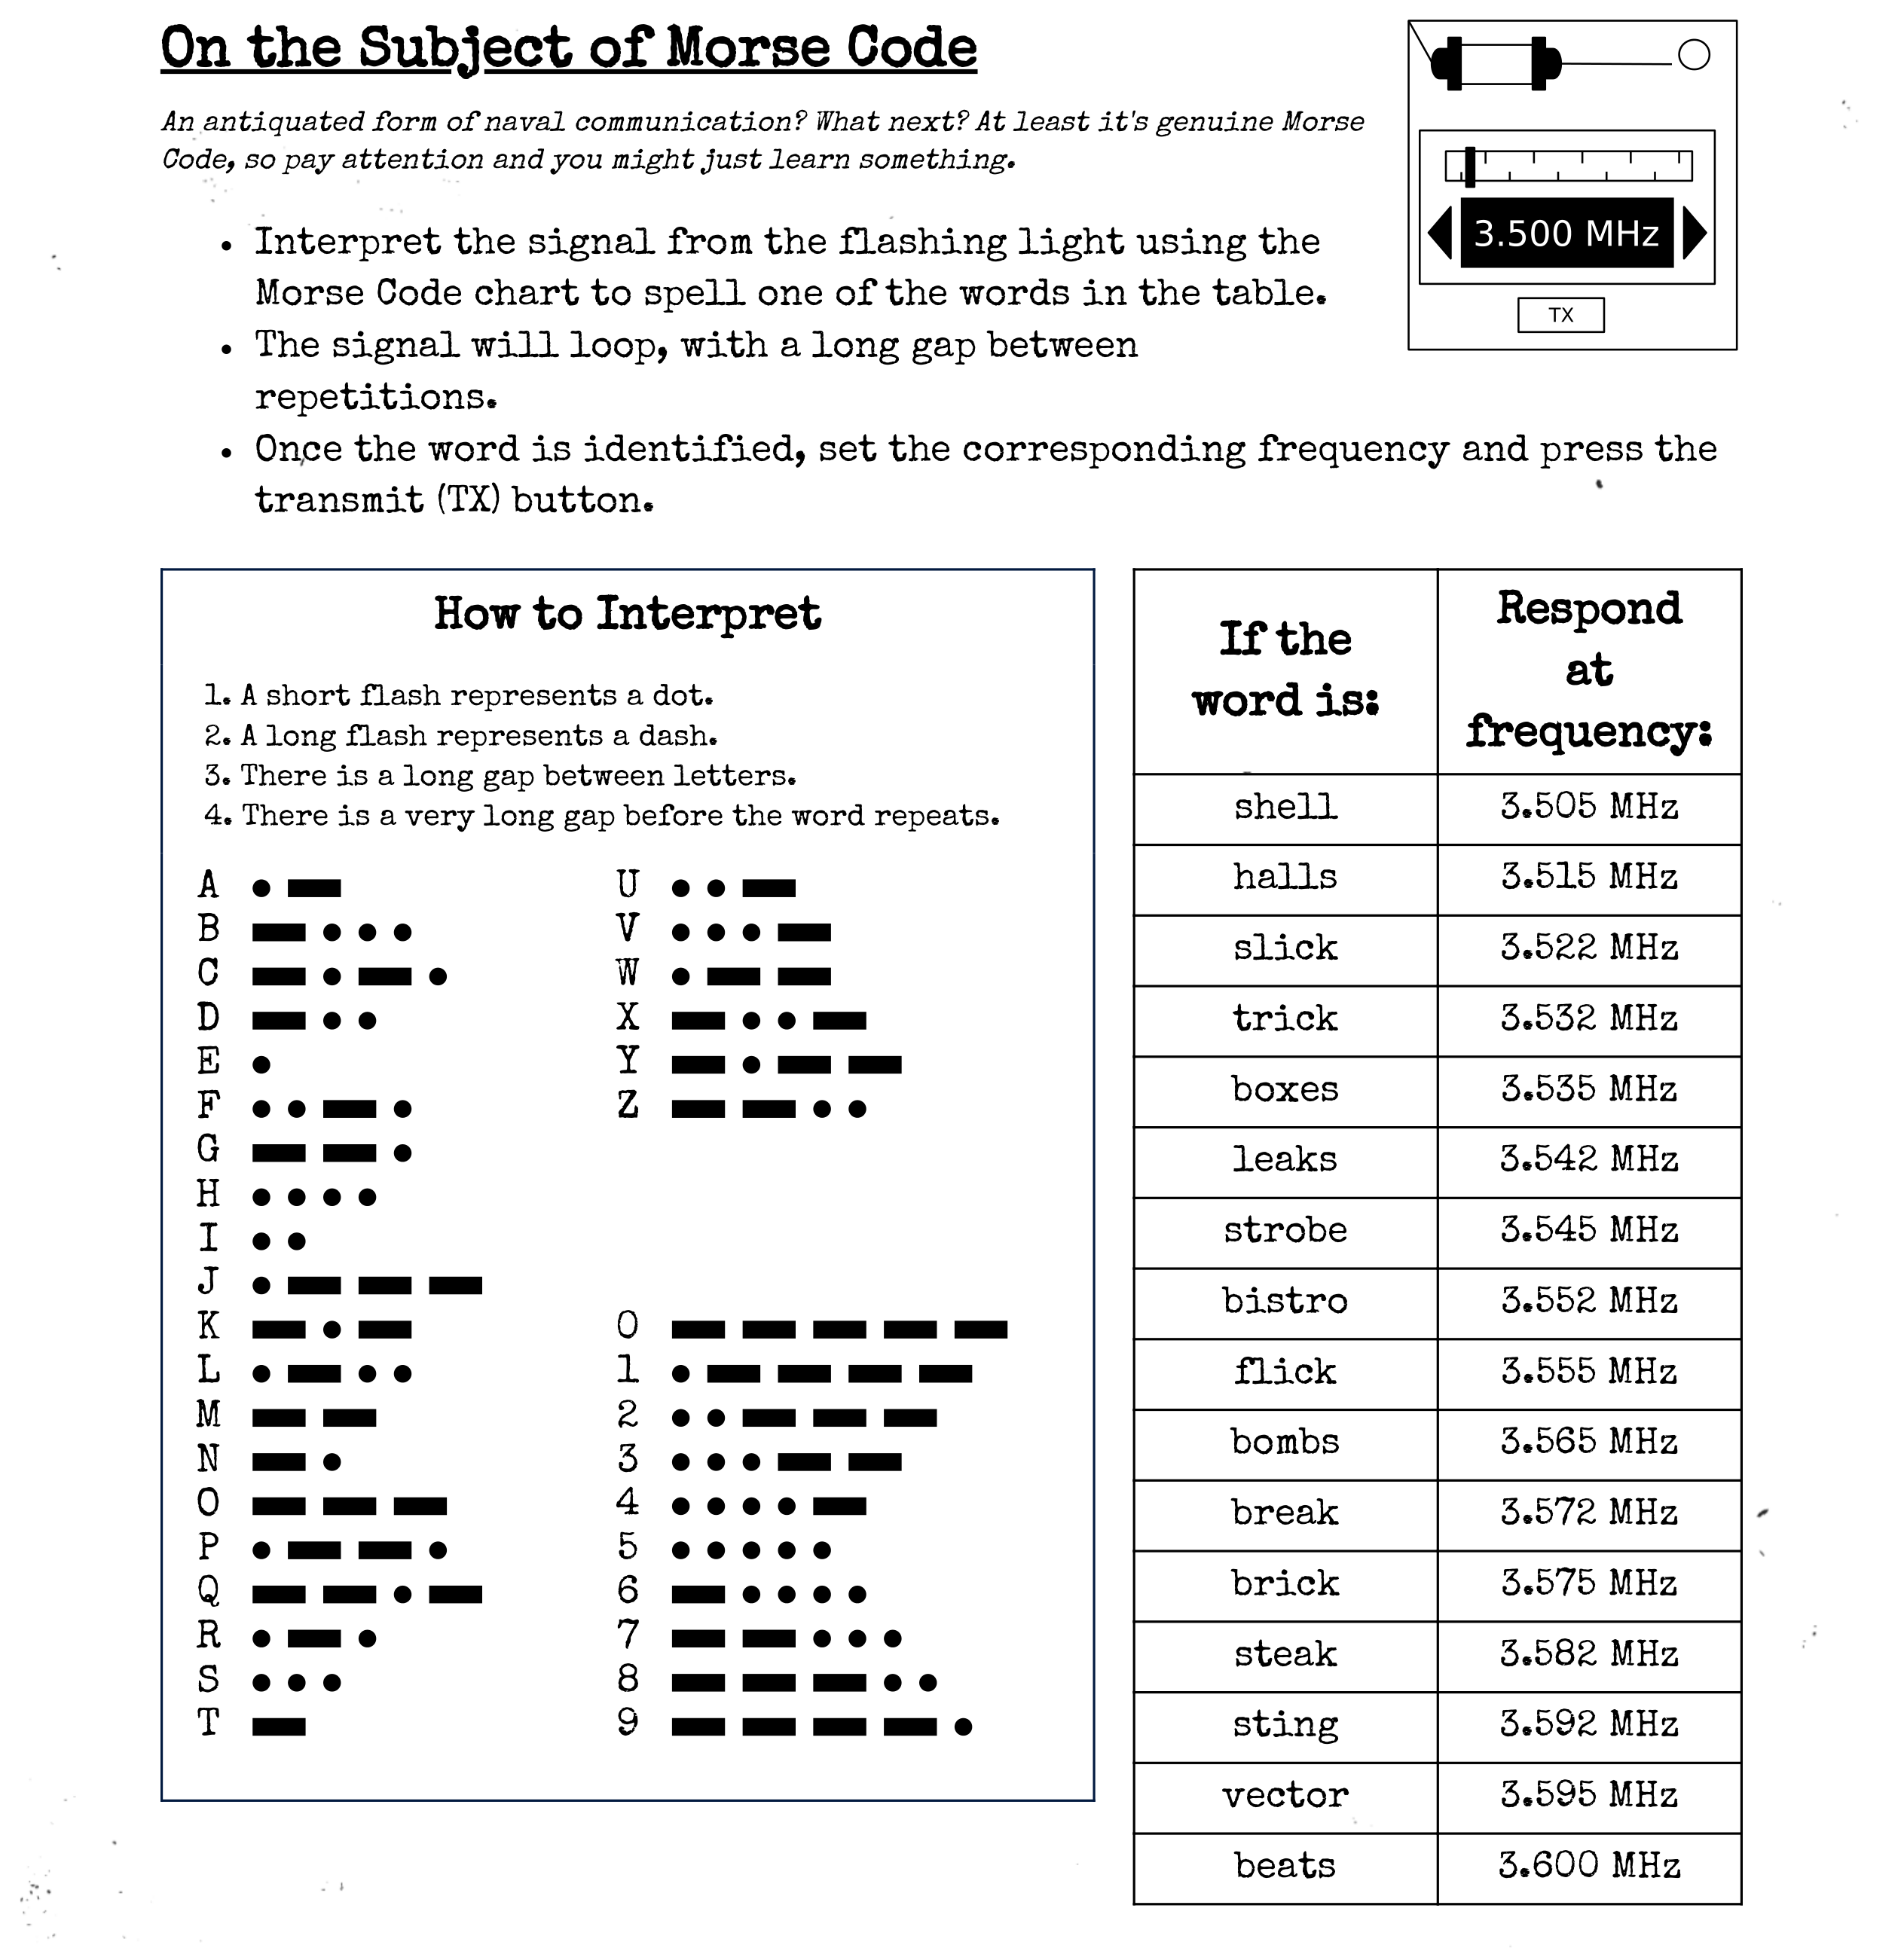 On the Subject of Morse Code
An antiquated form of naval communication? What next? At least it's genuine Morse
Code, so pay attention and you might just learn something.
3.500 MHz
TX
• Interpret the signal from the flashing light using the
Morse Code chart to spell one of the words in the table.
• The signal will loop, with a long gap between
repetitions.
• Once the word is identified, set the corresponding frequency and press the
transmit (TX) button.
How to Interpret
1. A short flash represents a dot.
2. A long flash represents a dash.
3. There is a long gap between letters.
4. There is a very long gap before the word repeats.
A
B
C
D
E
F
G
H
I
J
K
L
M
N
O
P
Q
R
S
T
U
V
W
X
Y
Z
0
1
2
3
4
5
6
7
8
9
If the
word is:
Respond
at
frequency:
shell 3.505 MHz
halls 3.515 MHz
slick 3.522 MHz
trick 3.532 MHz
boxes 3.535 MHz
leaks 3.542 MHz
strobe 3.545 MHz
bistro 3.552 MHz
flick 3.555 MHz
bombs 3.565 MHz
break 3.572 MHz
brick 3.575 MHz
steak 3.582 MHz
sting 3.592 MHz
vector 3.595 MHz
beats 3.600 MHz